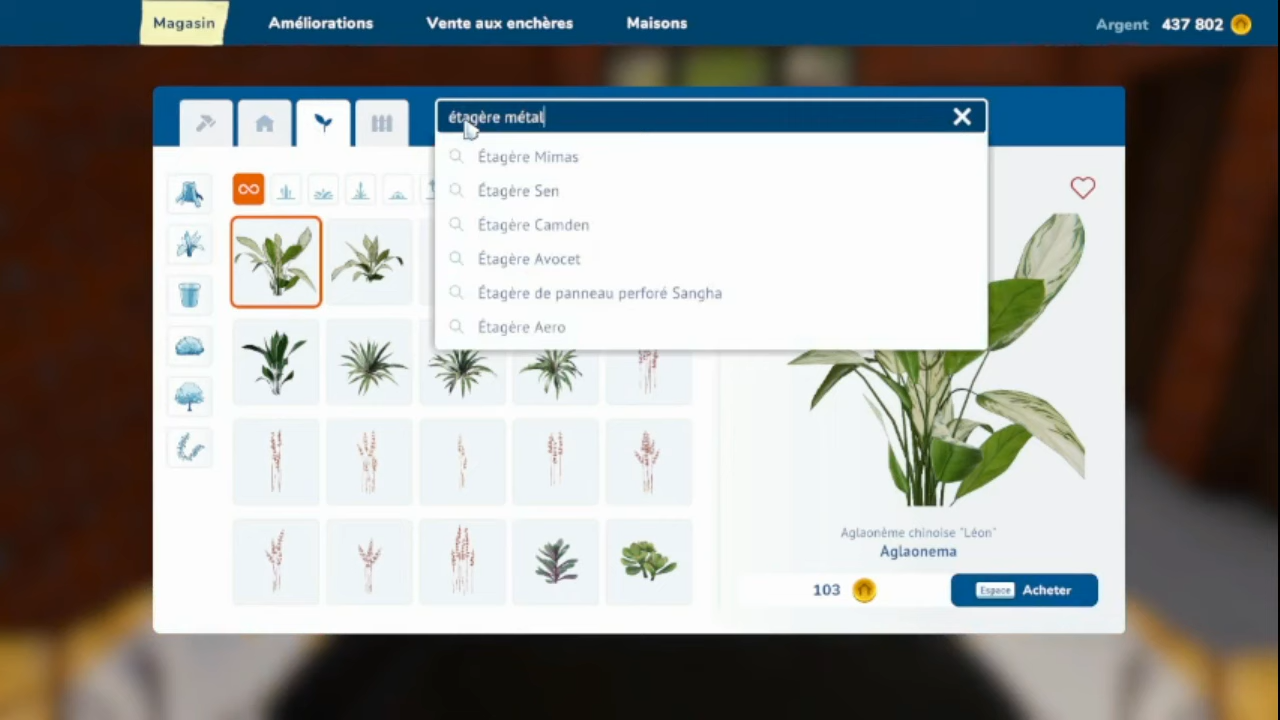 Magasin Améliorations Vente aux enchères Maisons Argent 437 802
étagère métal
Étagère Mimas
Étagère Sen
Étagère Camden
Étagère Avocet
Étagère de panneau perforé Sangha
Étagère Aero
Aglaonème chinoise "Léon"
Aglaonema
103 Espace Acheter